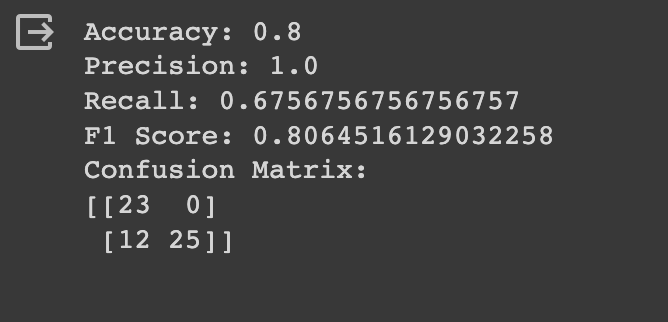 Accuracy: 0.8
Precision: 1.0
Recall: 0.6756756756756757
F1 Score: 0.8064516129032258
Confusion Matrix:
[[23  0]
 [12 25]]